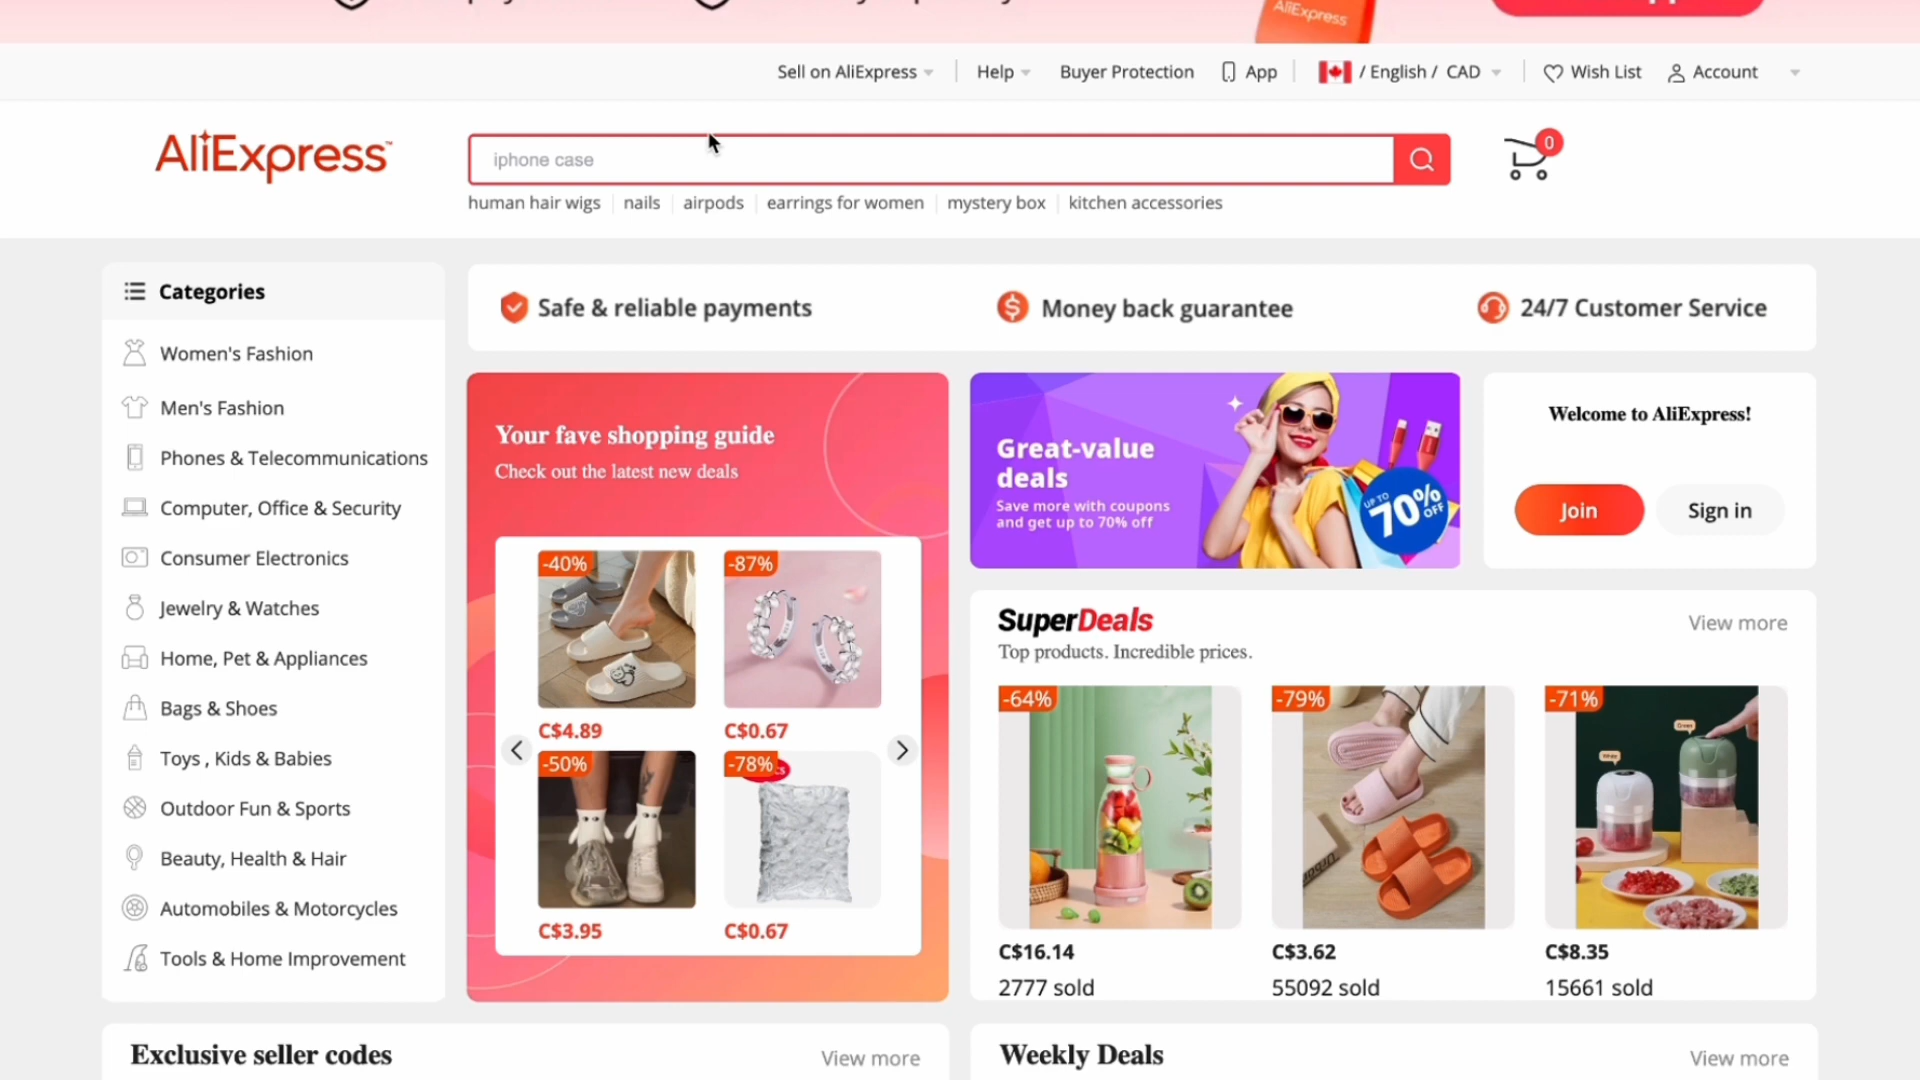 AliExpress
Sell on AliExpress
Help
Buyer Protection
App
/ English / CAD
Wish List
Account
AliExpress™
iphone case
0
human hair wigs
nails
airpods
earrings for women
mystery box
kitchen accessories
Categories
Women's Fashion
Men's Fashion
Phones & Telecommunications
Computer, Office & Security
Consumer Electronics
Jewelry & Watches
Home, Pet & Appliances
Bags & Shoes
Toys , Kids & Babies
Outdoor Fun & Sports
Beauty, Health & Hair
Automobiles & Motorcycles
Tools & Home Improvement
Safe & reliable payments
Money back guarantee
24/7 Customer Service
Your fave shopping guide
Check out the latest new deals
-40%
-87%
C$4.89
C$0.67
-50%
-78%
C$3.95
C$0.67
Great-value
deals
Save more with coupons
and get up to 70% off
UP TO
70%
OFF
Welcome to AliExpress!
Join
Sign in
SuperDeals
View more
Top products. Incredible prices.
-64%
-79%
-71%
C$16.14
C$3.62
C$8.35
2777 sold
55092 sold
15661 sold
Exclusive seller codes
View more
Weekly Deals
View more